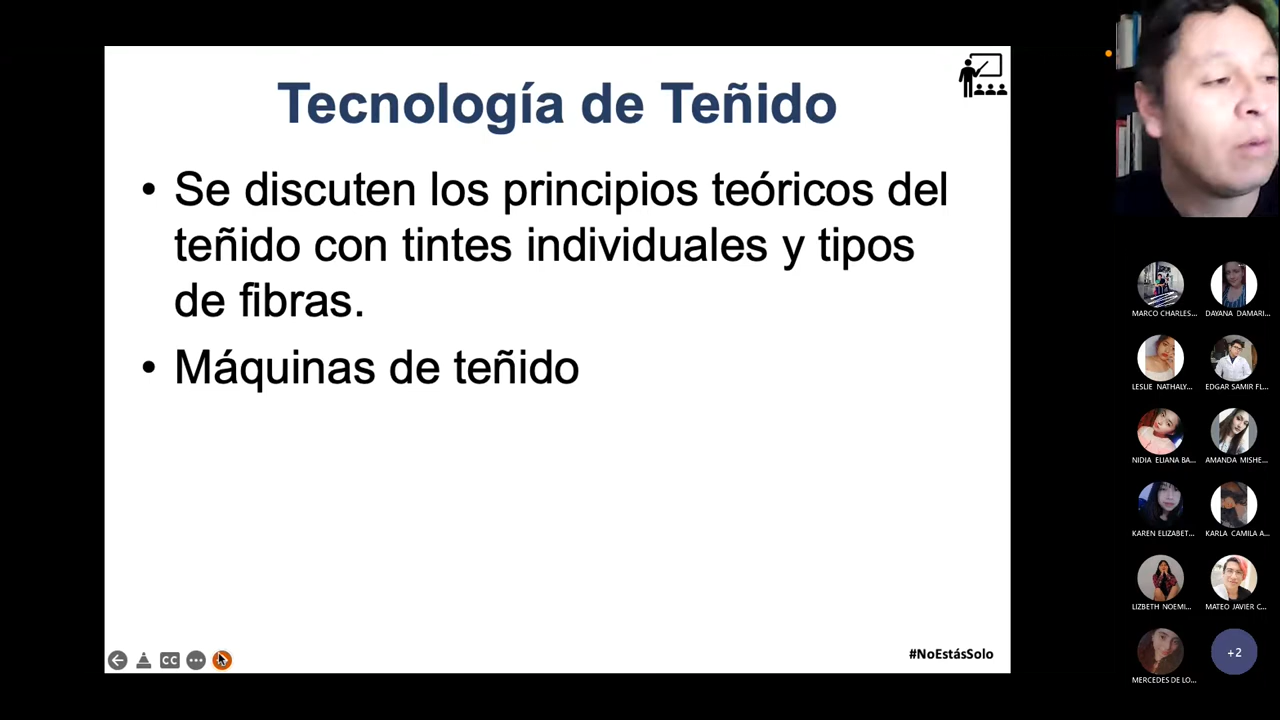 Tecnología de Teñido
• Se discuten los principios teóricos del
teñido con tintes individuales y tipos
de fibras.
• Máquinas de teñido
CC
#NoEstásSolo
MARCO CHARLES...
DAYANA DAMARI...
LESLIE NATHALY...
EDGAR SAMIR FL...
NIDIA ELIANA BA...
AMANDA MISHE...
KAREN ELIZABET...
KARLA CAMILA A...
LIZBETH NOEMI...
MATEO JAVIER C...
MERCEDES DE LO...
+2